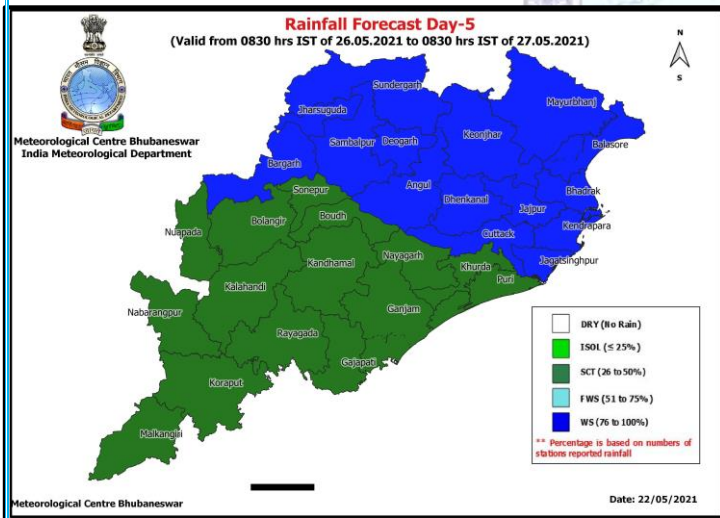 Rainfall Forecast Day-5
(Valid from 0830 hrs IST of 26.05.2021 to 0830 hrs IST of 27.05.2021)
N
S
Meteorological Centre Bhubaneswar
India Meteorological Department
Sundergarh
Jharsuguda
Mayurbhanj
Sambalpur
Deogarh
Keonjhar
Balasore
Bargarh
Angul
Sonepur
Dhenkanal
Bhadrak
Jajpur
Nuapada
Bolangir
Boudh
Kendrapara
Cuttack
Nayagarh
Jagatsinghpur
Kandhamal
Khurda
Puri
Kalahandi
Nabarangpur
Ganjam
Rayagada
Gajapati
Koraput
Malkangiri
DRY (No Rain)
ISOL (≤ 25%)
SCT (26 to 50%)
FWS (51 to 75%)
WS (76 to 100%)
** Percentage is based on numbers of
stations reported rainfall
Meteorological Centre Bhubaneswar
Date: 22/05/2021